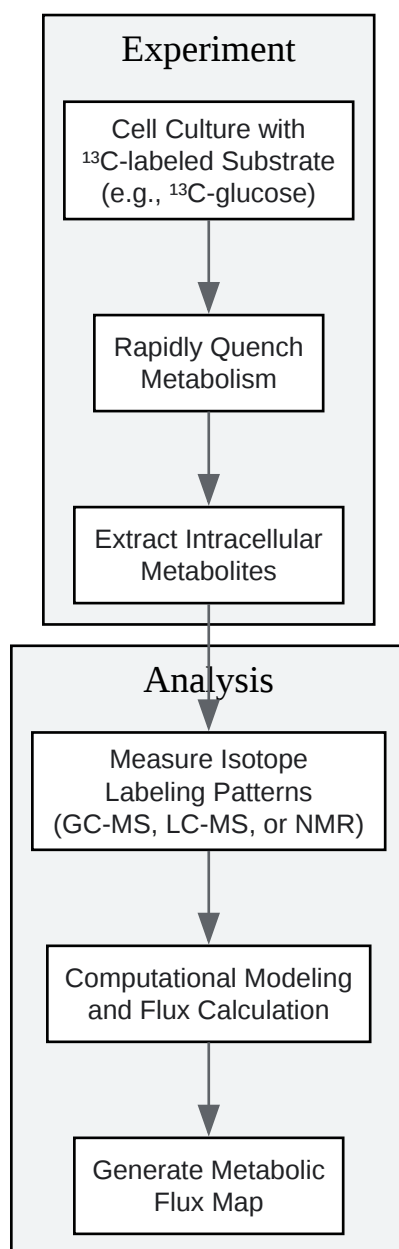 Experiment
Cell Culture with
¹³C-labeled Substrate
(e.g., ¹³C-glucose)
Rapidly Quench
Metabolism
Extract Intracellular
Metabolites
Analysis
Measure Isotope
Labeling Patterns
(GC-MS, LC-MS, or NMR)
Computational Modeling
and Flux Calculation
Generate Metabolic
Flux Map